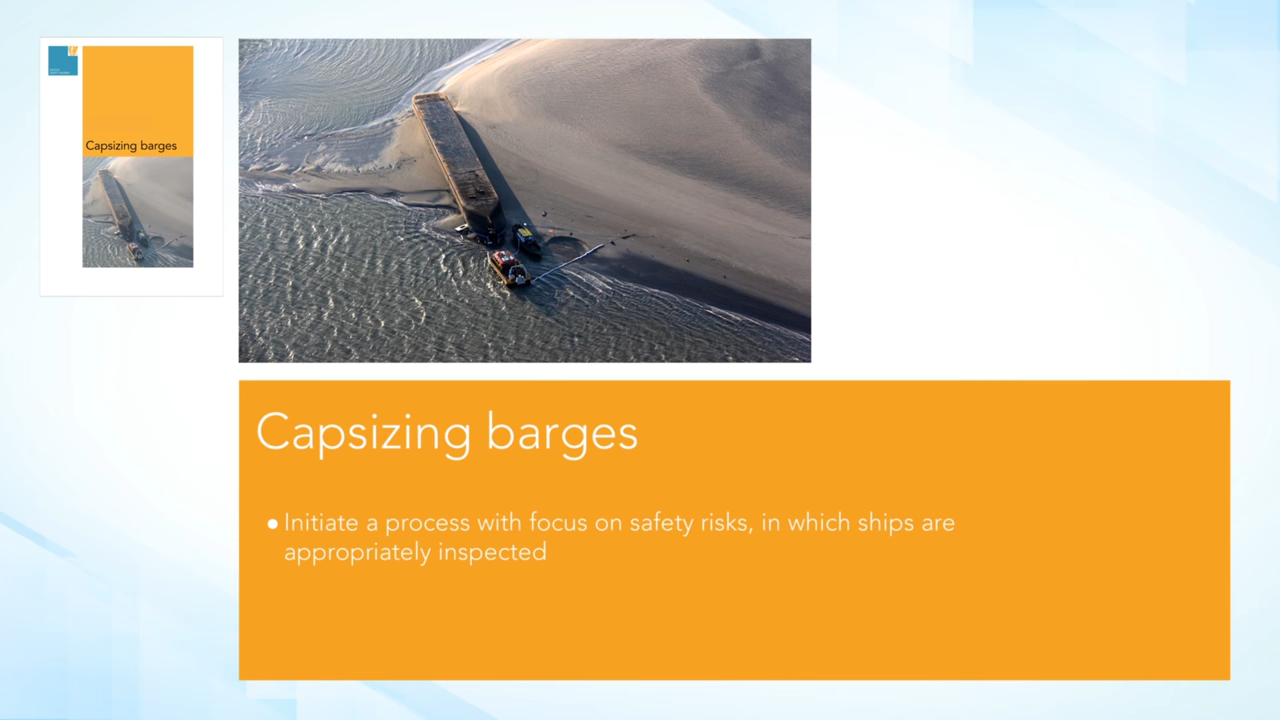 Capsizing barges
Capsizing barges
● Initiate a process with focus on safety risks, in which ships are
appropriately inspected